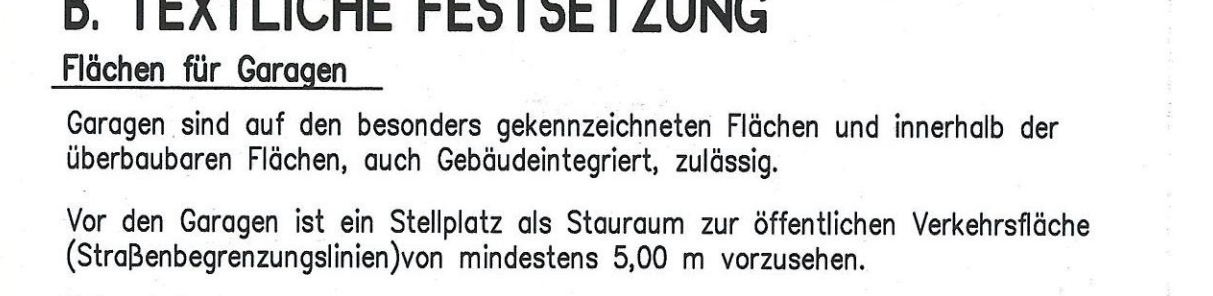 B. TEXTLICHE FESTSETZUNG
Flächen für Garagen
Garagen sind auf den besonders gekennzeichneten Flächen und innerhalb der
überbaubaren Flächen, auch Gebäudeintegriert, zulässig.
Vor den Garagen ist ein Stellplatz als Stauraum zur öffentlichen Verkehrsfläche
(Straßenbegrenzungslinien)von mindestens 5,00 m vorzusehen.